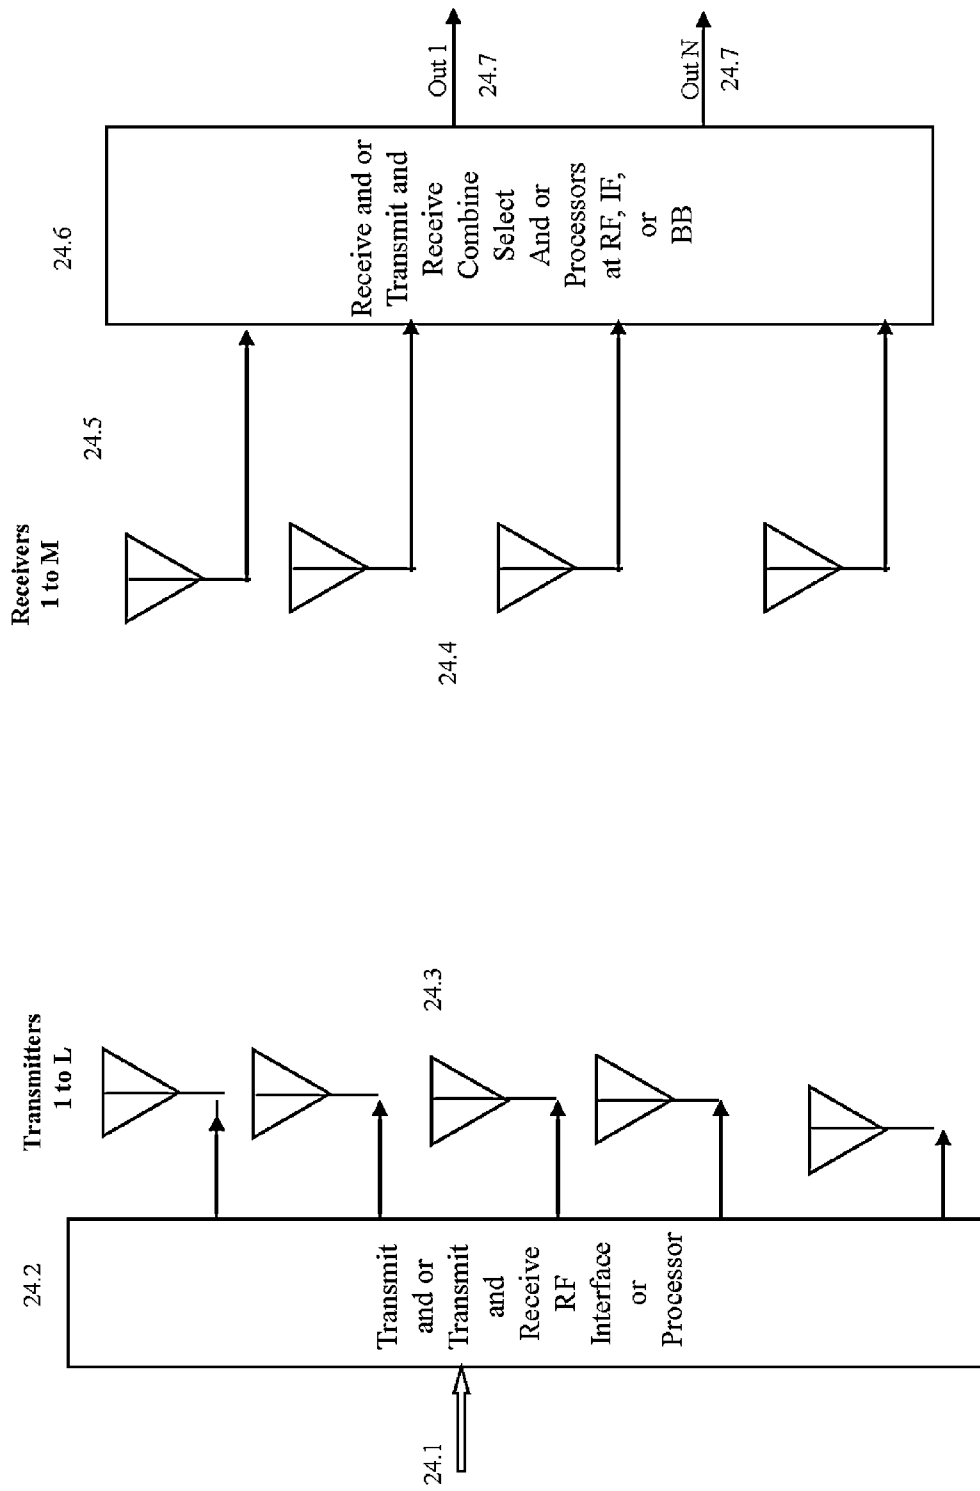 24.1
24.2
Transmit
and or
Transmit
and
Receive
RF
Interface
or
Processor
Transmitters
1 to L
24.3
24.4
Receivers
1 to M
24.5
24.6
Receive and or
Transmit and
Receive
Combine
Select
And or
Processors
at RF, IF,
or
BB
Out 1
24.7
Out N
24.7